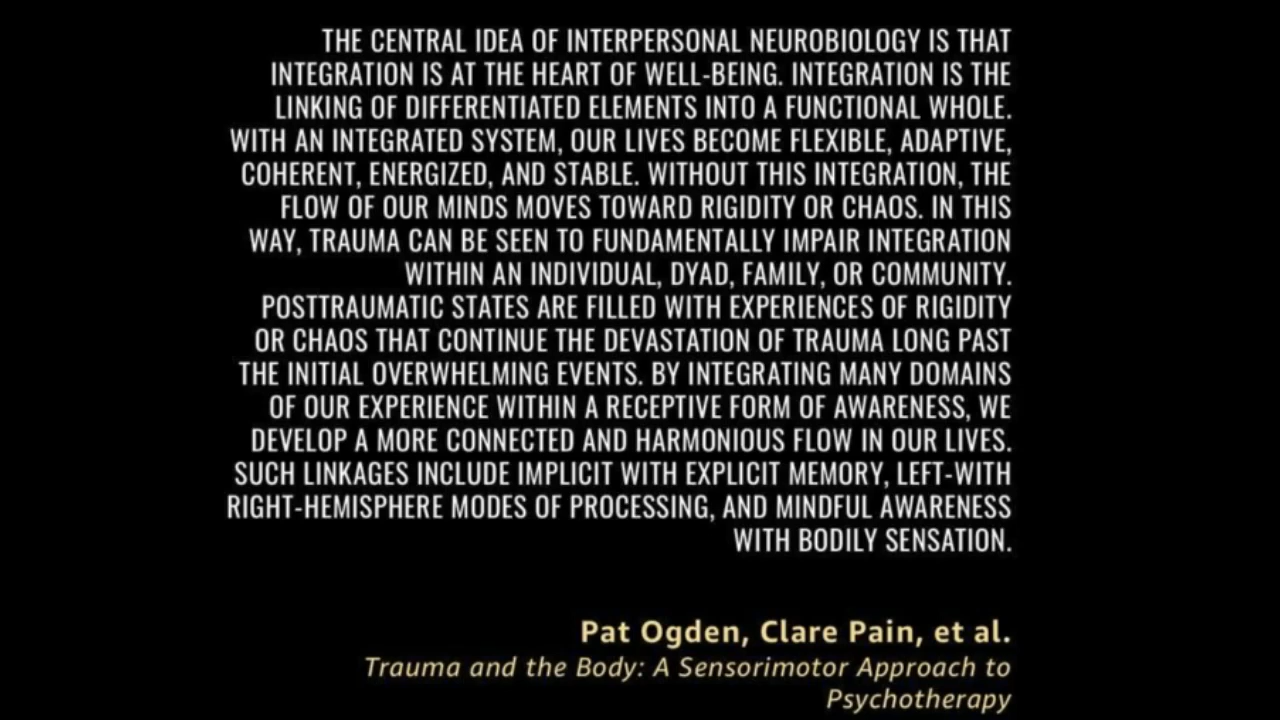 THE CENTRAL IDEA OF INTERPERSONAL NEUROBIOLOGY IS THAT
INTEGRATION IS AT THE HEART OF WELL-BEING. INTEGRATION IS THE
LINKING OF DIFFERENTIATED ELEMENTS INTO A FUNCTIONAL WHOLE.
WITH AN INTEGRATED SYSTEM, OUR LIVES BECOME FLEXIBLE, ADAPTIVE,
COHERENT, ENERGIZED, AND STABLE. WITHOUT THIS INTEGRATION, THE
FLOW OF OUR MINDS MOVES TOWARD RIGIDITY OR CHAOS. IN THIS
WAY, TRAUMA CAN BE SEEN TO FUNDAMENTALLY IMPAIR INTEGRATION
WITHIN AN INDIVIDUAL, DYAD, FAMILY, OR COMMUNITY.
POSTTRAUMATIC STATES ARE FILLED WITH EXPERIENCES OF RIGIDITY
OR CHAOS THAT CONTINUE THE DEVASTATION OF TRAUMA LONG PAST
THE INITIAL OVERWHELMING EVENTS. BY INTEGRATING MANY DOMAINS
OF OUR EXPERIENCE WITHIN A RECEPTIVE FORM OF AWARENESS, WE
DEVELOP A MORE CONNECTED AND HARMONIOUS FLOW IN OUR LIVES.
SUCH LINKAGES INCLUDE IMPLICIT WITH EXPLICIT MEMORY, LEFT-WITH
RIGHT-HEMISPHERE MODES OF PROCESSING, AND MINDFUL AWARENESS
WITH BODILY SENSATION.
Pat Ogden, Clare Pain, et al.
Trauma and the Body: A Sensorimotor Approach to
Psychotherapy